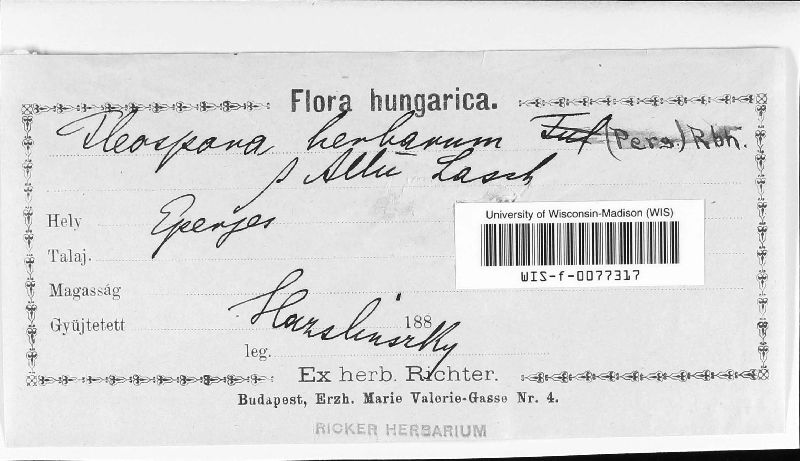 Flora hungarica.
Pleospora herbarum Tul (Pers.) Rbh.
β Allii Lasch
Hely Eperjes
University of Wisconsin-Madison (WIS)
WIS-f-0077317
Talaj.
Magasság
Gyüjtetett 188
leg. Hazslinszky
Ex herb. Richter.
Budapest, Erzh. Marie Valerie-Gasse Nr. 4.
RICKER HERBARIUM